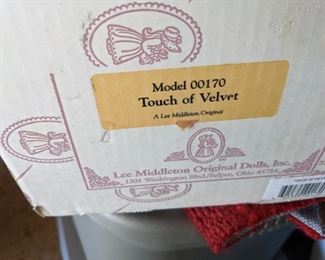 Model 00170
Touch of Velvet
A Lee Middleton Original
Lee Middleton Original Dolls, Inc.
1301 Washington Blvd/Belpre, Ohio 45714